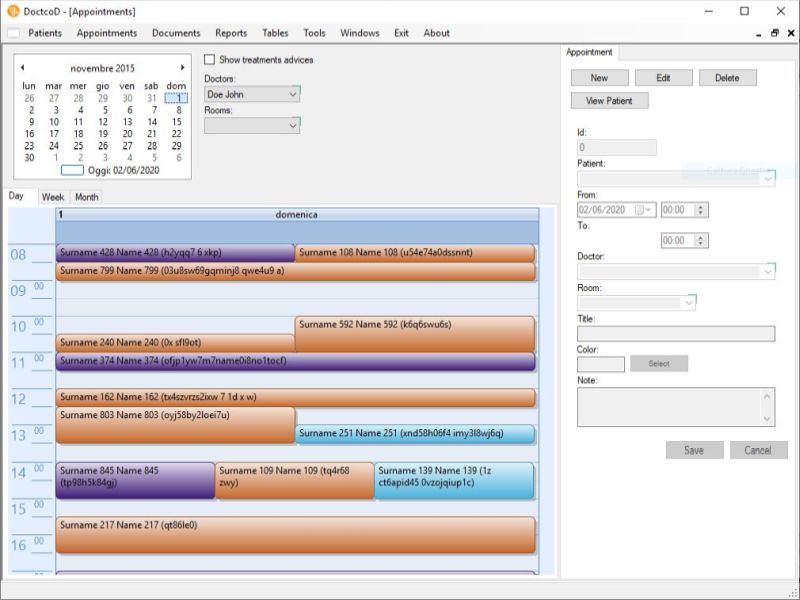 DoctcoD - [Appointments]
Patients Appointments Documents Reports Tables Tools Windows Exit About
novembre 2015
lun mar mer gio ven sab dom
26 27 28 29 30 31 1
2 3 4 5 6 7 8
9 10 11 12 13 14 15
16 17 18 19 20 21 22
23 24 25 26 27 28 29
30 1 2 3 4 5 6
Oggi: 02/06/2020
Show treatments advices
Doctors:
Doe John
Rooms:
Day Week Month
1 domenica
08
Surname 428 Name 428 (h2yqq7 6 xkp)
Surname 108 Name 108 (u54e74a0dssnnt)
Surname 799 Name 799 (03u8sw69gqminj8 qwe4u9 a)
09 00
10 00
Surname 592 Name 592 (k6q6swu6s)
Surname 240 Name 240 (0x sfl9ot)
11 00
Surname 374 Name 374 (ofjp1yw7m7name0i8no1tocf)
12 00
Surname 162 Name 162 (tx4szvrzs2ixw 7 1d x w)
Surname 803 Name 803 (oyj58by2loei7u)
13 00
Surname 251 Name 251 (xnd58h06f4 imy3l8wj6q)
14 00
Surname 845 Name 845
(tp98h5k84gj)
Surname 109 Name 109 (tq4r68
zwy)
Surname 139 Name 139 (1z
ct6apid45 0vzojqiup1c)
15 00
Surname 217 Name 217 (qt86le0)
16 00
Appointment
New Edit Delete
View Patient
Id:
0
Patient:
From:
02/06/2020 00:00
To:
00:00
Doctor:
Room:
Title:
Color:
Select
Note:
Save Cancel